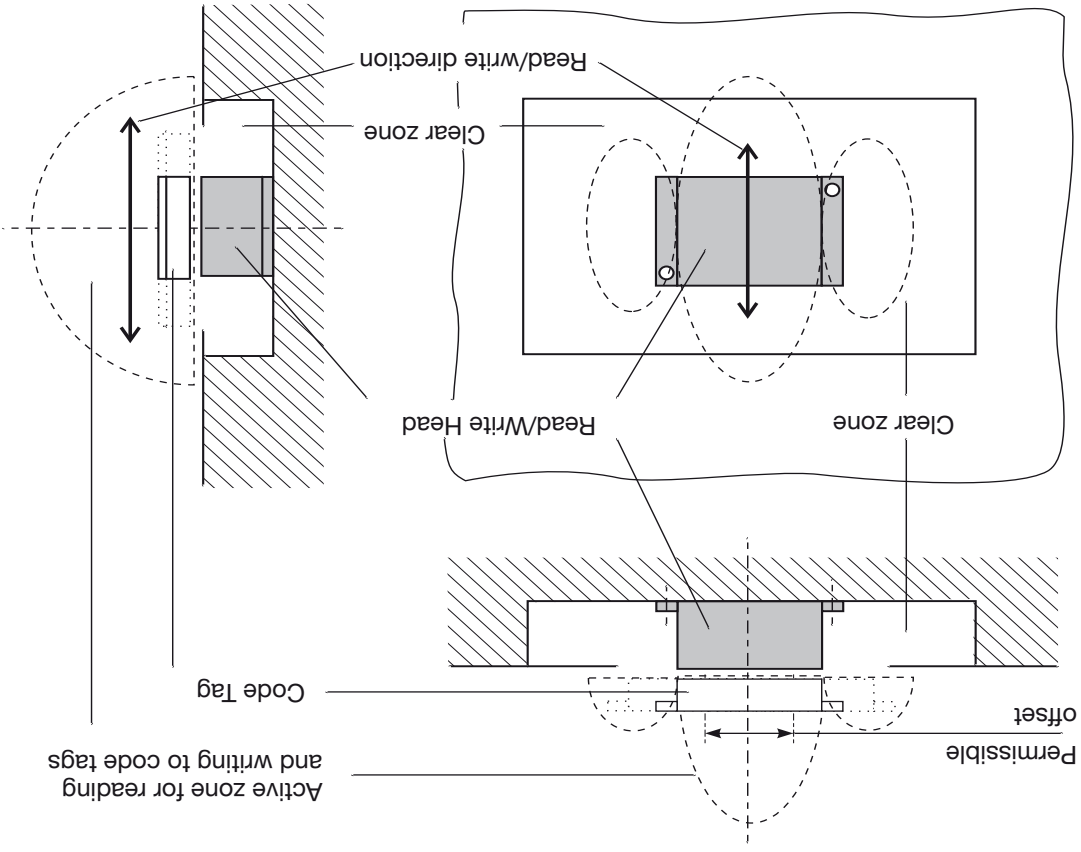 Active zone for reading
and writing to code tags
Permissible
offset
Code Tag
Clear zone
Read/Write Head
Clear zone
Read/write direction